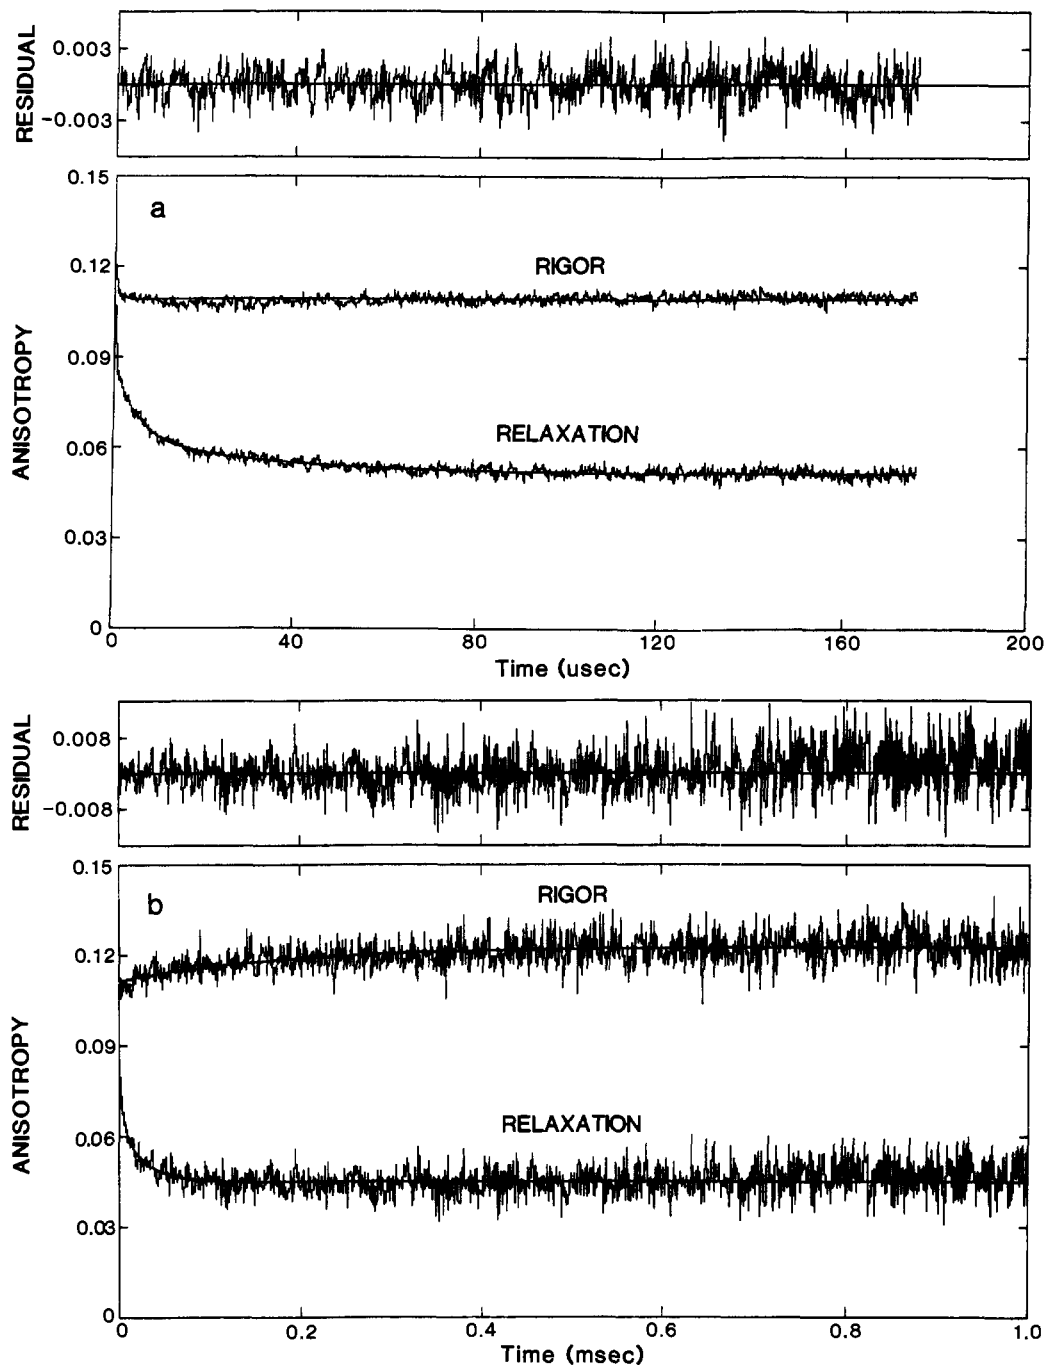 RESIDUAL
0.003
-0.003
ANISOTROPY
0.15
a
0.12
RIGOR
0.09
RELAXATION
0.06
0.03
0
0 40 80 120 160 200
Time (usec)
RESIDUAL
0.008
-0.008
ANISOTROPY
0.15
b
RIGOR
0.12
0.09
RELAXATION
0.06
0.03
0
0 0.2 0.4 0.6 0.8 1.0
Time (msec)